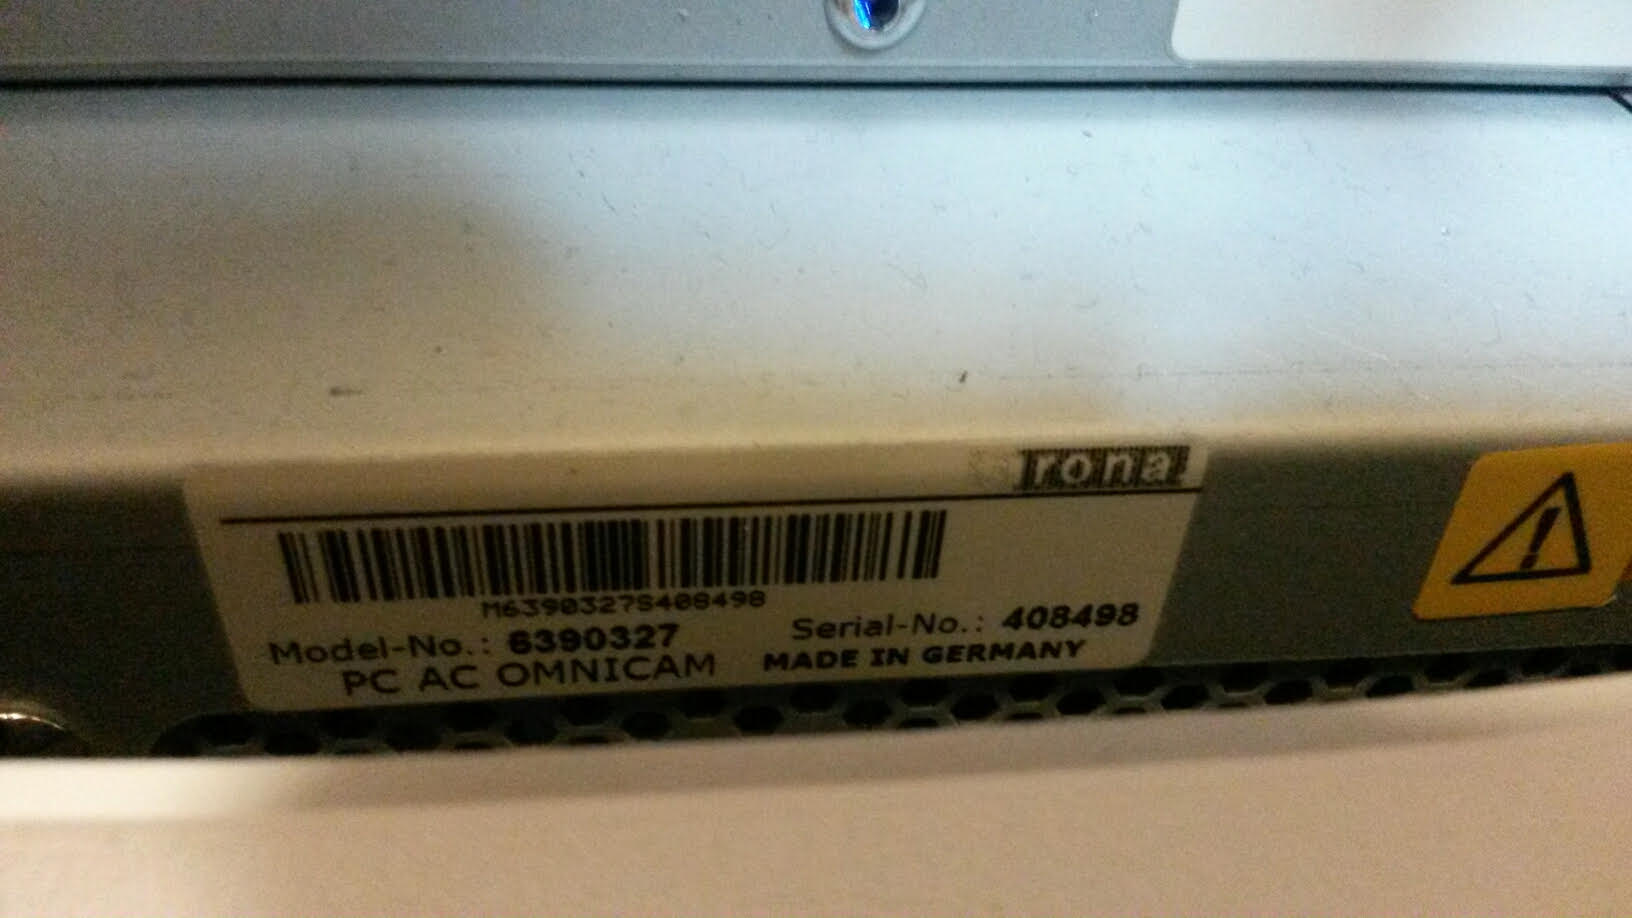 rona
M6390327S408498
Model-No.: 6390327 Serial-No.: 408498
PC AC OMNICAM MADE IN GERMANY